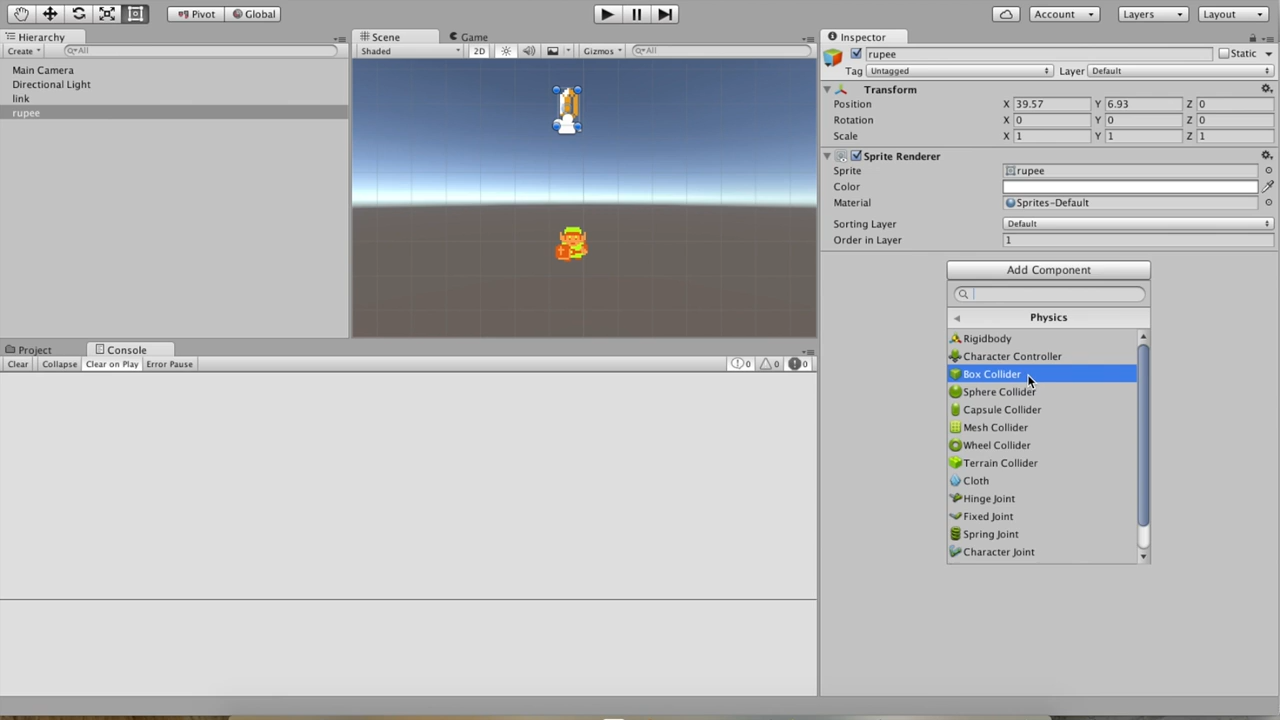 Pivot Global Account Layers Layout
Hierarchy
Create All
Main Camera
Directional Light
link
rupee
Scene Game
Shaded 2D Gizmos All
Inspector
rupee Static
Tag Untagged Layer Default
Transform
Position X 39.57 Y 6.93 Z 0
Rotation X 0 Y 0 Z 0
Scale X 1 Y 1 Z 1
Sprite Renderer
Sprite rupee
Color
Material Sprites-Default
Sorting Layer Default
Order in Layer 1
Add Component
Physics
Rigidbody
Character Controller
Box Collider
Sphere Collider
Capsule Collider
Mesh Collider
Wheel Collider
Terrain Collider
Cloth
Hinge Joint
Fixed Joint
Spring Joint
Character Joint
Project Console
Clear Collapse Clear on Play Error Pause 0 0 0